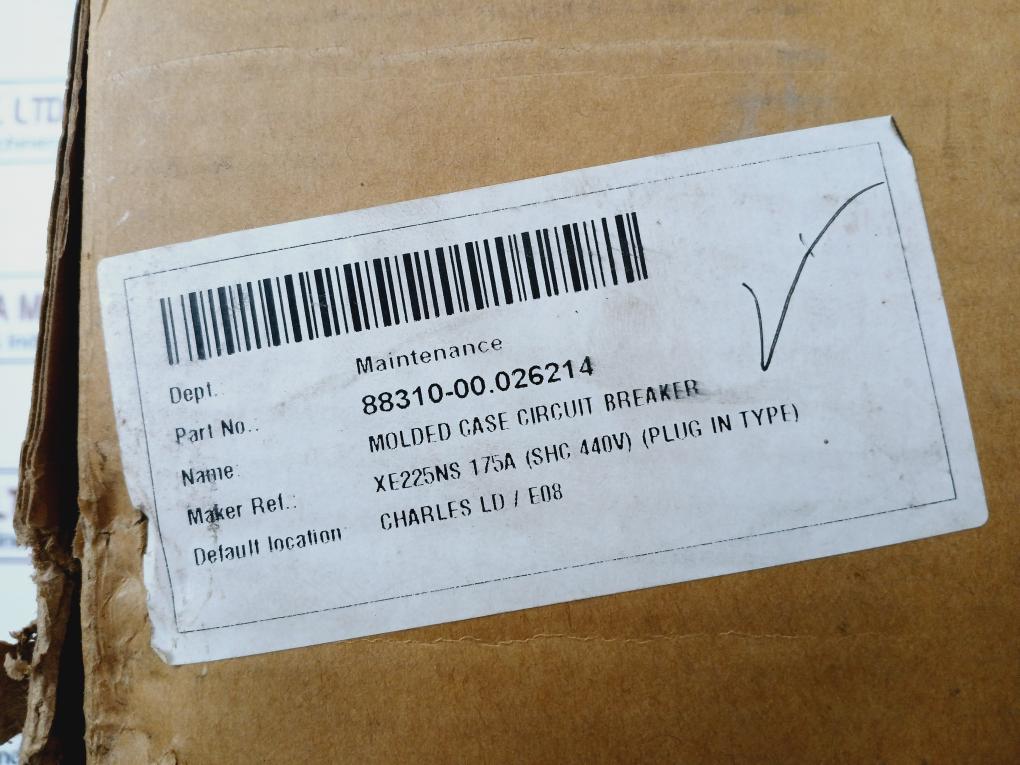 LTD
Dept.: Maintenance
Part No.: 88310-00.026214
Name: MOLDED CASE CIRCUIT BREAKER
Maker Ref.: XE225NS 175A (SHC 440V) (PLUG IN TYPE)
Default location: CHARLES LD / E08